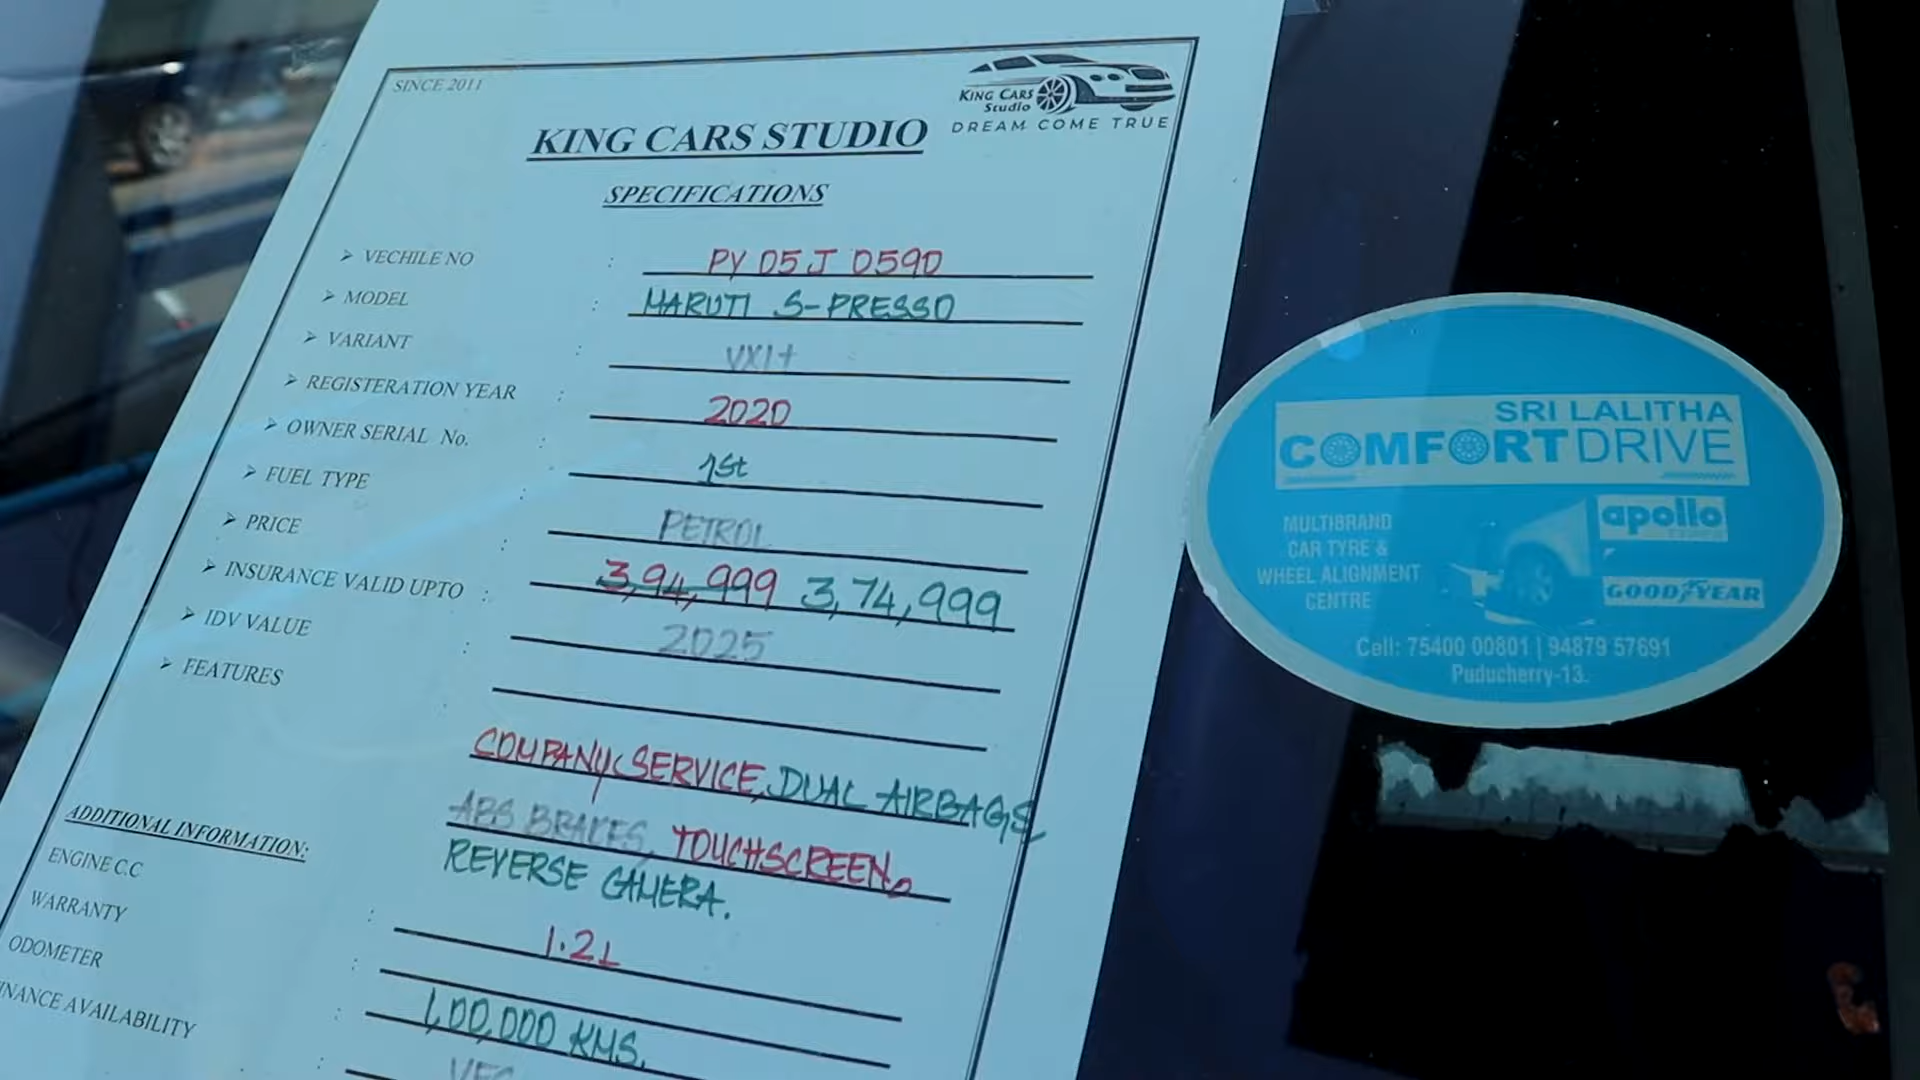 SINCE 2011
KING CARS
Studio
DREAM COME TRUE
KING CARS STUDIO
SPECIFICATIONS
➢ VECHILE NO : PY 05 J 0590
➢ MODEL : MARUTI S-PRESSO
➢ VARIANT : VXI+
➢ REGISTERATION YEAR : 2020
➢ OWNER SERIAL No. : 1st
➢ FUEL TYPE : PETROL
➢ PRICE : 3,94,999 3,74,999
➢ INSURANCE VALID UPTO : 2025
➢ IDV VALUE :
➢ FEATURES :
COMPANY SERVICE, DUAL AIRBAGS,
ABS BRAKES, TOUCHSCREEN,
REVERSE CAMERA.
ADDITIONAL INFORMATION:
ENGINE C.C : 1.2L
WARRANTY :
ODOMETER : 1,00,000 KMS.
FINANCE AVAILABILITY : YES
SRI LALITHA
COMFORTDRIVE
MULTIBRAND
CAR TYRE &
WHEEL ALIGNMENT
CENTRE
apollo
TYRES
GOODYEAR
Cell: 75400 00801 | 94879 57691
Puducherry-13.